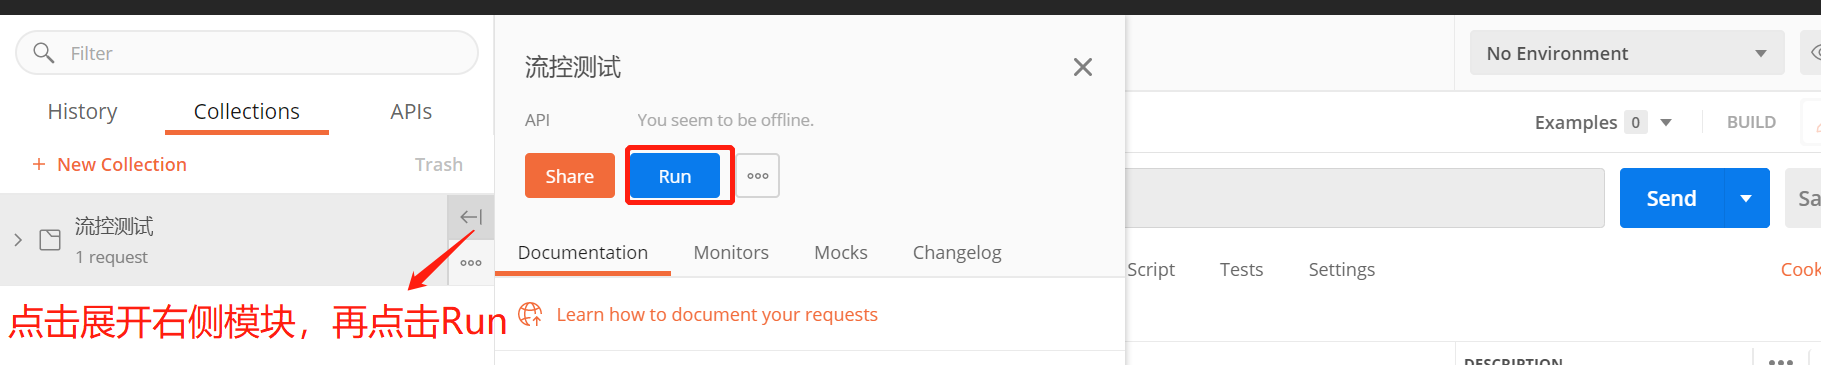 Filter
History Collections APIs
+ New Collection Trash
流控测试
1 request
点击展开右侧模块，再点击Run
流控测试
API You seem to be offline.
Share Run
Documentation Monitors Mocks Changelog
Learn how to document your requests
No Environment
Examples 0 BUILD
Send Sa
Script Tests Settings Cook
DESCRIPTION